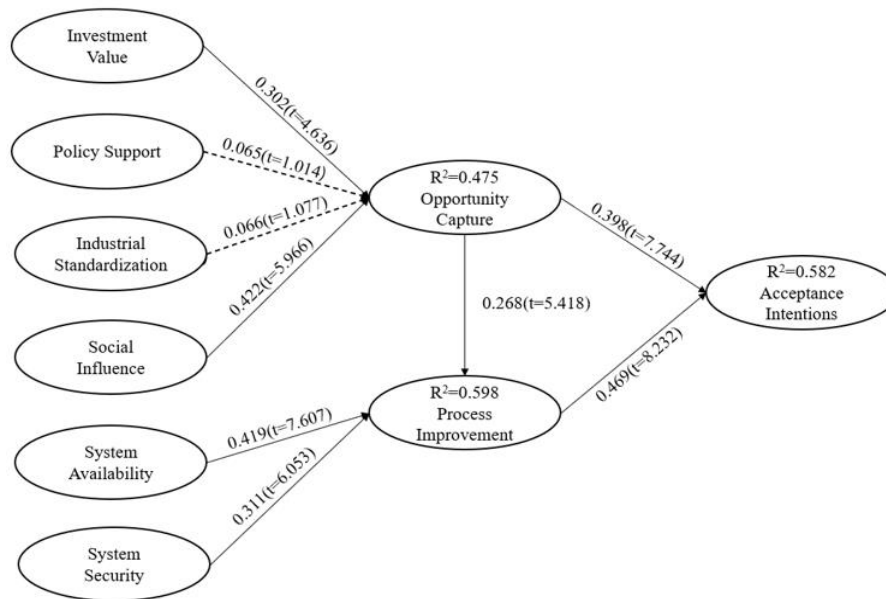 Investment
Value
0.302(t=4.636)
Policy Support
0.065(t=1.014)
Industrial
Standardization
0.066(t=1.077)
Social
Influence
0.422(t=5.966)
System
Availability
0.419(t=7.607)
System
Security
0.311(t=6.053)
R²=0.475
Opportunity
Capture
0.398(t=7.744)
0.268(t=5.418)
R²=0.598
Process
Improvement
0.469(t=8.232)
R²=0.582
Acceptance
Intentions